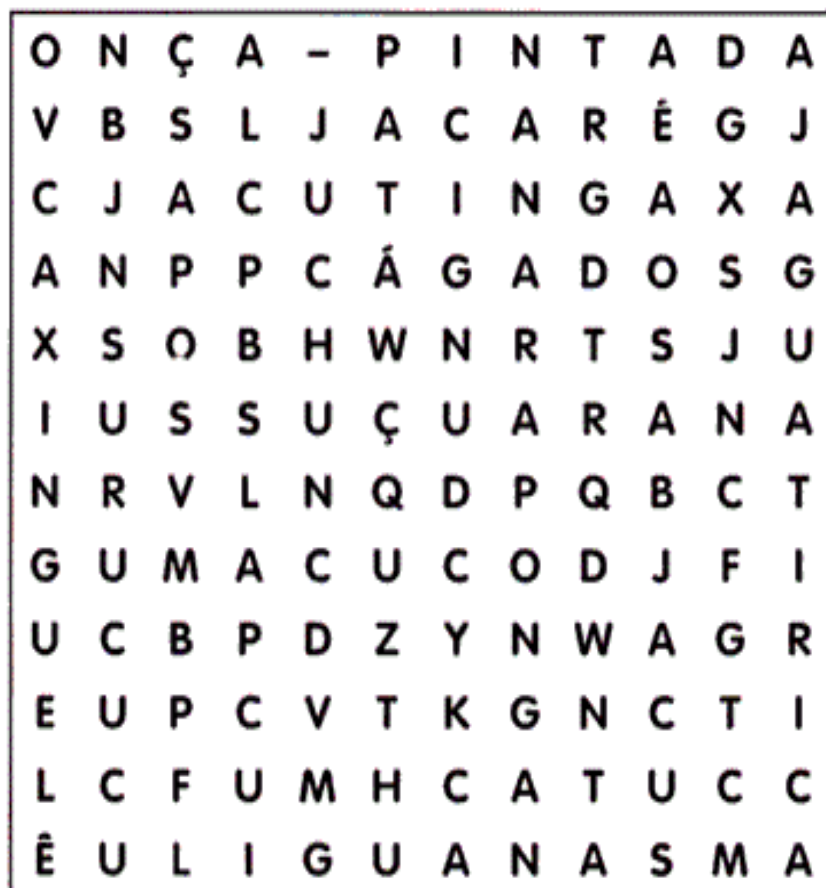 O N Ç A – P I N T A D A
V B S L J A C A R É G J
C J A C U T I N G A X A
A N P P C Á G A D O S G
X S O B H W N R T S J U
I U S S U Ç U A R A N A
N R V L N Q D P Q B C T
G U M A C U C O D J F I
U C B P D Z Y N W A G R
E U P C V T K G N C T I
L C F U M H C A T U C C
Ê U L I G U A N A S M A